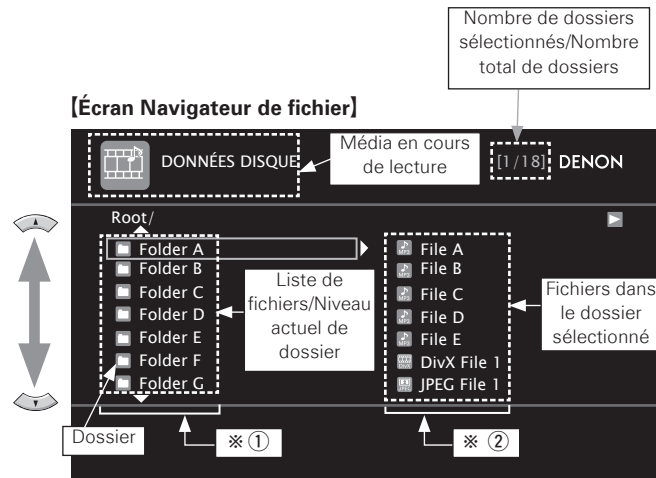 Nombre de dossiers
sélectionnés/Nombre
total de dossiers
[Écran Navigateur de fichier]
DONNÉES DISQUE
Média en cours
de lecture
[1/18]
DENON
Root/
Folder A
Folder B
Folder C
Folder D
Folder E
Folder F
Folder G
Liste de
fichiers/Niveau
actuel de
dossier
File A
File B
File C
File D
File E
DivX File 1
JPEG File 1
Fichiers dans
le dossier
sélectionné
Dossier
※ ①
※ ②